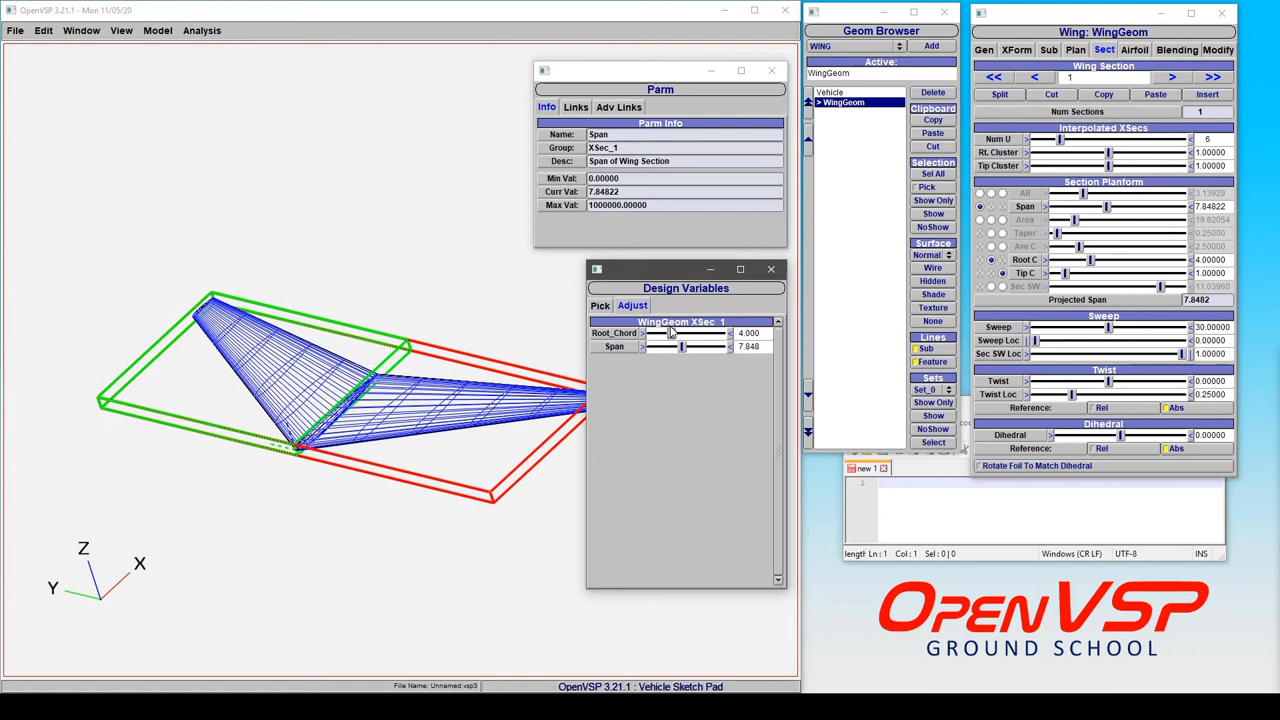 OpenVSP 3.21.1 - Mon 11/05/20
File Edit Window View Model Analysis
Parm
Info Links Adv Links
Parm Info
Name: Span
Group: XSec_1
Desc: Span of Wing Section
Min Val: 0.00000
Curr Val: 7.84822
Max Val: 1000000.00000
Design Variables
Pick Adjust
WingGeom XSec_1
Root_Chord > < 4.000
Span > < 7.848
Z
X
Y
File Name: Unnamed.vsp3
OpenVSP 3.21.1 : Vehicle Sketch Pad
Geom Browser
WING Add
Active:
WingGeom
Vehicle
> WingGeom
Delete
Clipboard
Copy
Paste
Cut
Selection
Sel All
Pick
Show Only
Show
NoShow
Surface
Normal
Wire
Hidden
Shade
Texture
None
Lines
Sub
Feature
Sets
Set_0
Show Only
Show
NoShow
Select
Wing: WingGeom
Gen XForm Sub Plan Sect Airfoil Blending Modify
Wing Section
<< < 1 > >>
Split Cut Copy Paste Insert
Num Sections 1
Interpolated XSecs
Num U > < 6
Rt. Cluster > < 1.00000
Tip Cluster > < 1.00000
Section Planform
AR > < 3.13929
Span > < 7.84822
Area > < 19.62054
Taper > < 0.25000
Ave C > < 2.50000
Root C > < 4.00000
Tip C > < 1.00000
Sec SW > < 11.03960
Projected Span 7.8482
Sweep
Sweep > < 30.00000
Sweep Loc > < 0.00000
Sec SW Loc > < 1.00000
Twist
Twist > < 0.00000
Twist Loc > < 0.25000
Reference: Rel Abs
Dihedral
Dihedral > < 0.00000
Reference: Rel Abs
Rotate Foil To Match Dihedral
new 1
1
length Ln : 1 Col : 1 Sel : 0 | 0 Windows (CR LF) UTF-8 INS
OpenVSP
GROUND SCHOOL